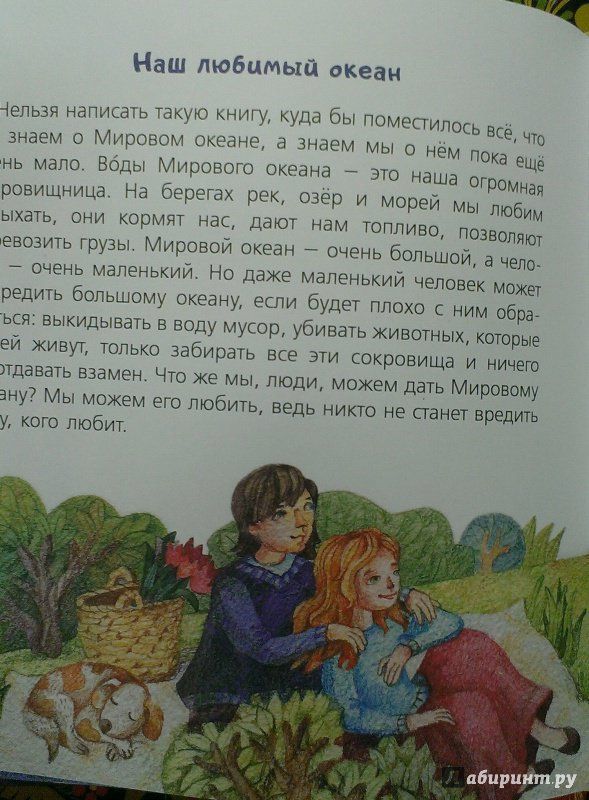 Наш любимый океан
Нельзя написать такую книгу, куда бы поместилось всё, что
знаем о Мировом океане, а знаем мы о нём пока ещё
ень мало. Во́ды Мирового океана — это наша огромная
ровищница. На берегах рек, озёр и морей мы любим
ыхать, они кормят нас, дают нам топливо, позволяют
ревозить грузы. Мировой океан — очень большой, а чело-
— очень маленький. Но даже маленький человек может
редить большому океану, если будет плохо с ним обра-
ться: выкидывать в воду мусор, убивать животных, которые
ей живут, только забирать все эти сокровища и ничего
отдавать взамен. Что же мы, люди, можем дать Мировому
ану? Мы можем его любить, ведь никто не станет вредить
у, кого любит.
Лабиринт.ру